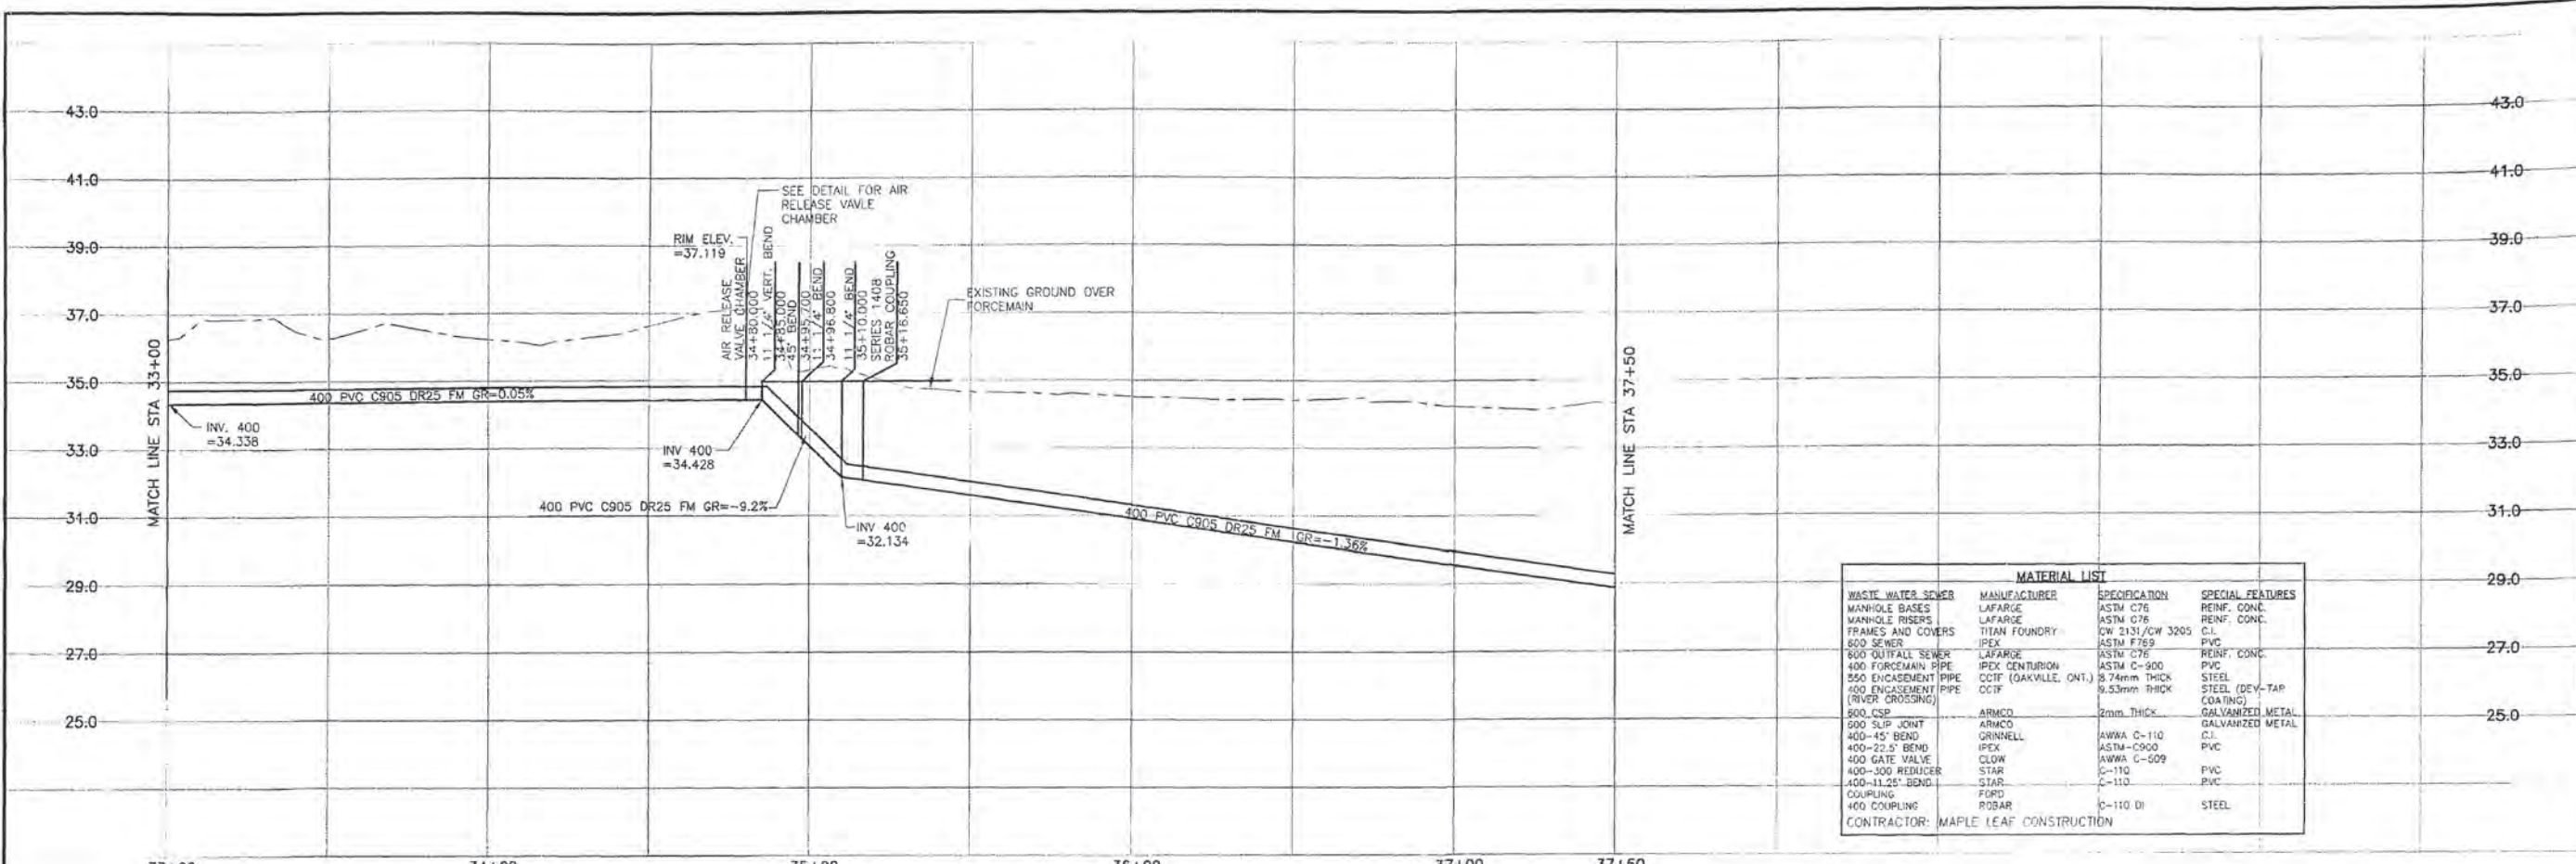 43.0
43.0
41.0
41.0
39.0
39.0
37.0
37.0
35.0
35.0
33.0
33.0
31.0
31.0
29.0
29.0
27.0
27.0
25.0
25.0
SEE DETAIL FOR AIR
RELEASE VAVLE
CHAMBER
RIM ELEV.
=37.119
AIR RELEASE
VALVE CHAMBER
34+80.000
11 1/4° VERT. BEND
34+85.000
45° BEND
34+95.700
11 1/4° BEND
34+96.800
11 1/4° BEND
35+10.000
SERIES 1408
ROBAR COUPLING
35+16.650
EXISTING GROUND OVER
FORCEMAIN
MATCH LINE STA 33+00
400 PVC C905 DR25 FM GR=0.05%
INV. 400
=34.338
INV 400
=34.428
400 PVC C905 DR25 FM GR=-9.2%
INV 400
=32.134
400 PVC C905 DR25 FM GR=-1.36%
MATCH LINE STA 37+50
MATERIAL LIST
WASTE WATER SEWER MANUFACTURER SPECIFICATION SPECIAL FEATURES
MANHOLE BASES LAFARGE ASTM C76 REINF. CONC.
MANHOLE RISERS LAFARGE ASTM C76 REINF. CONC.
FRAMES AND COVERS TITAN FOUNDRY CW 2131/CW 3205 C.I.
600 SEWER IPEX ASTM F769 PVC
600 OUTFALL SEWER LAFARGE ASTM C76 REINF. CONC.
400 FORCEMAIN PIPE IPEX CENTURION ASTM C-900 PVC
550 ENCASEMENT PIPE CCTF (OAKVILLE, ONT.) 8.74mm THICK STEEL
400 ENCASEMENT PIPE CCTF 9.53mm THICK STEEL (DEV-TAR
(RIVER CROSSING) COATING)
600 CSP ARMCO 2mm THICK GALVANIZED METAL
600 SLIP JOINT ARMCO GALVANIZED METAL
400-45° BEND GRINNELL AWWA C-110 C.I.
400-22.5° BEND IPEX ASTM-C900 PVC
400 GATE VALVE CLOW AWWA C-509
400-300 REDUCER STAR C-110 PVC
400-11.25° BEND STAR C-110 PVC
COUPLING FORD
400 COUPLING ROBAR C-110 DI STEEL
CONTRACTOR: MAPLE LEAF CONSTRUCTION
35+00
36+00
37+00
37+50